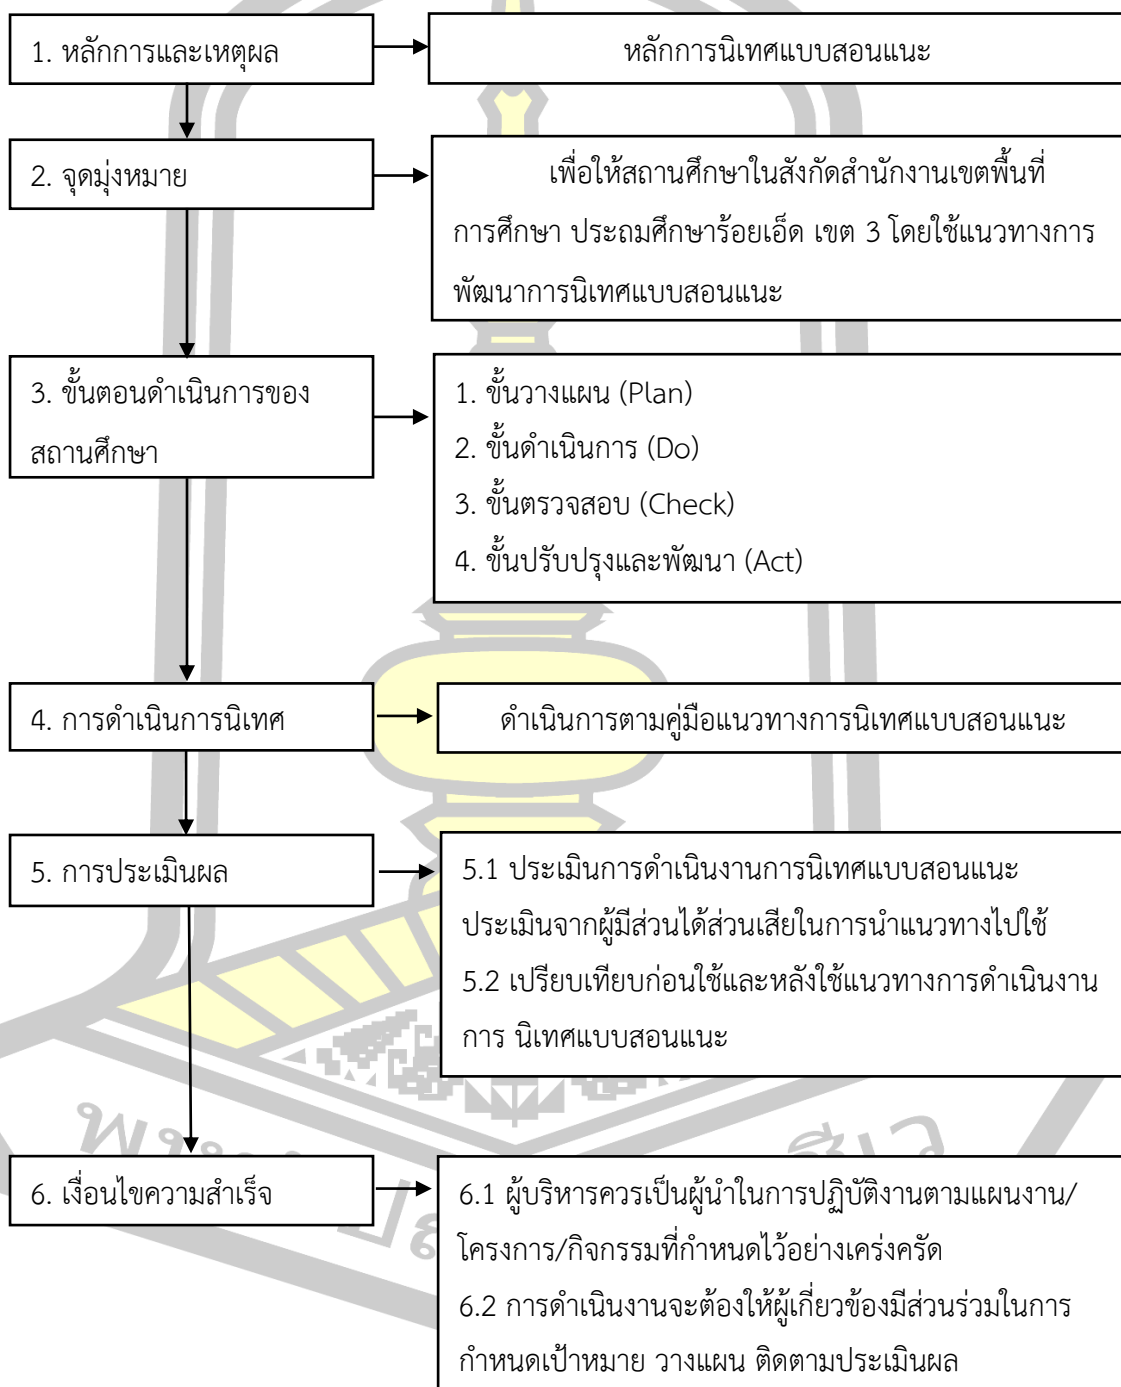 1. หลักการและเหตุผล
หลักการนิเทศแบบสอนแนะ
2. จุดมุ่งหมาย
เพื่อให้สถานศึกษาในสังกัดสำนักงานเขตพื้นที่
การศึกษา ประถมศึกษาร้อยเอ็ด เขต 3 โดยใช้แนวทางการ
พัฒนาการนิเทศแบบสอนแนะ
3. ขั้นตอนดำเนินการของ
สถานศึกษา
1. ขั้นวางแผน (Plan)
2. ขั้นดำเนินการ (Do)
3. ขั้นตรวจสอบ (Check)
4. ขั้นปรับปรุงและพัฒนา (Act)
4. การดำเนินการนิเทศ
ดำเนินการตามคู่มือแนวทางการนิเทศแบบสอนแนะ
5. การประเมินผล
5.1 ประเมินการดำเนินงานการนิเทศแบบสอนแนะ
ประเมินจากผู้มีส่วนได้ส่วนเสียในการนำแนวทางไปใช้
5.2 เปรียบเทียบก่อนใช้และหลังใช้แนวทางการดำเนินงาน
การ นิเทศแบบสอนแนะ
6. เงื่อนไขความสำเร็จ
6.1 ผู้บริหารควรเป็นผู้นำในการปฏิบัติงานตามแผนงาน/
โครงการ/กิจกรรมที่กำหนดไว้อย่างเคร่งครัด
6.2 การดำเนินงานจะต้องให้ผู้เกี่ยวข้องมีส่วนร่วมในการ
กำหนดเป้าหมาย วางแผน ติดตามประเมินผล